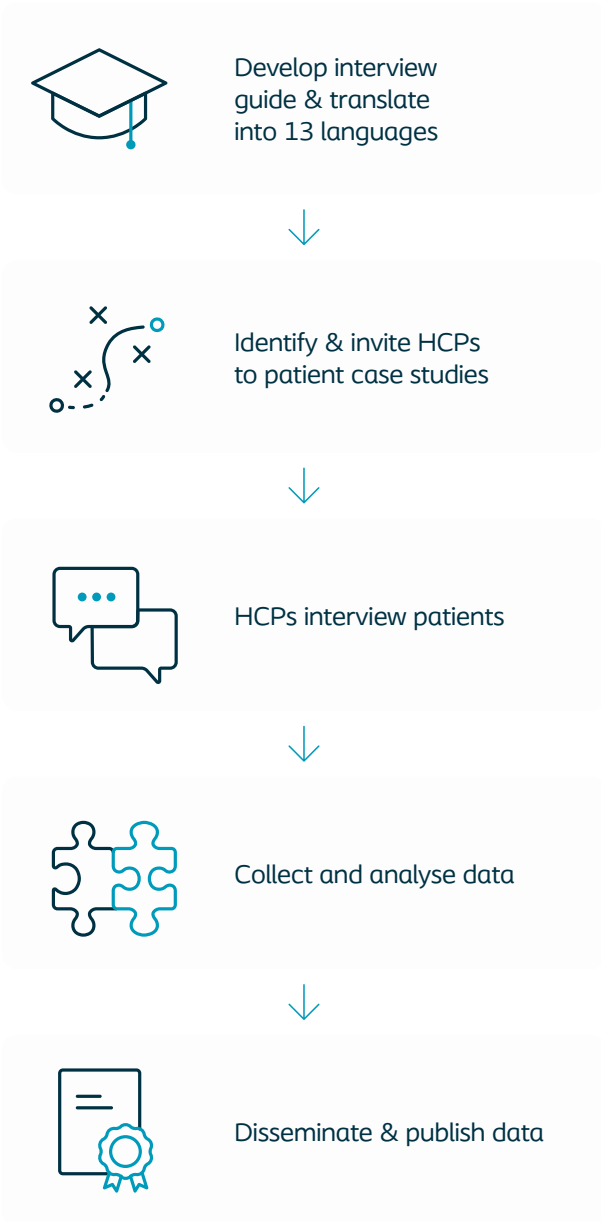 Develop interview
guide & translate
into 13 languages
Identify & invite HCPs
to patient case studies
HCPs interview patients
Collect and analyse data
Disseminate & publish data